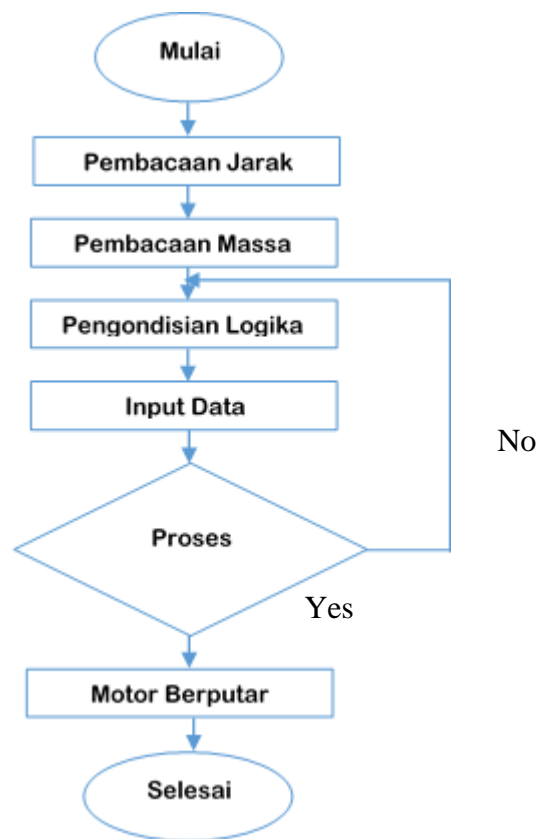 Mulai
Pembacaan Jarak
Pembacaan Massa
Pengondisian Logika
Input Data
No
Proses
Yes
Motor Berputar
Selesai